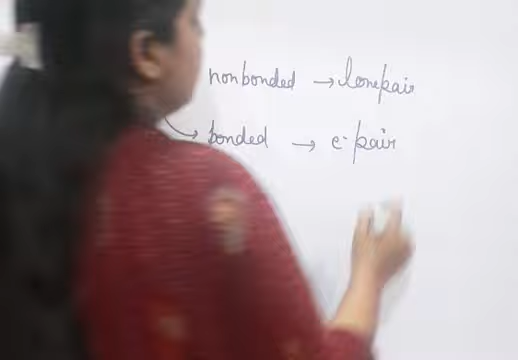 nonbonded → lonepair
→ bonded → e- pair